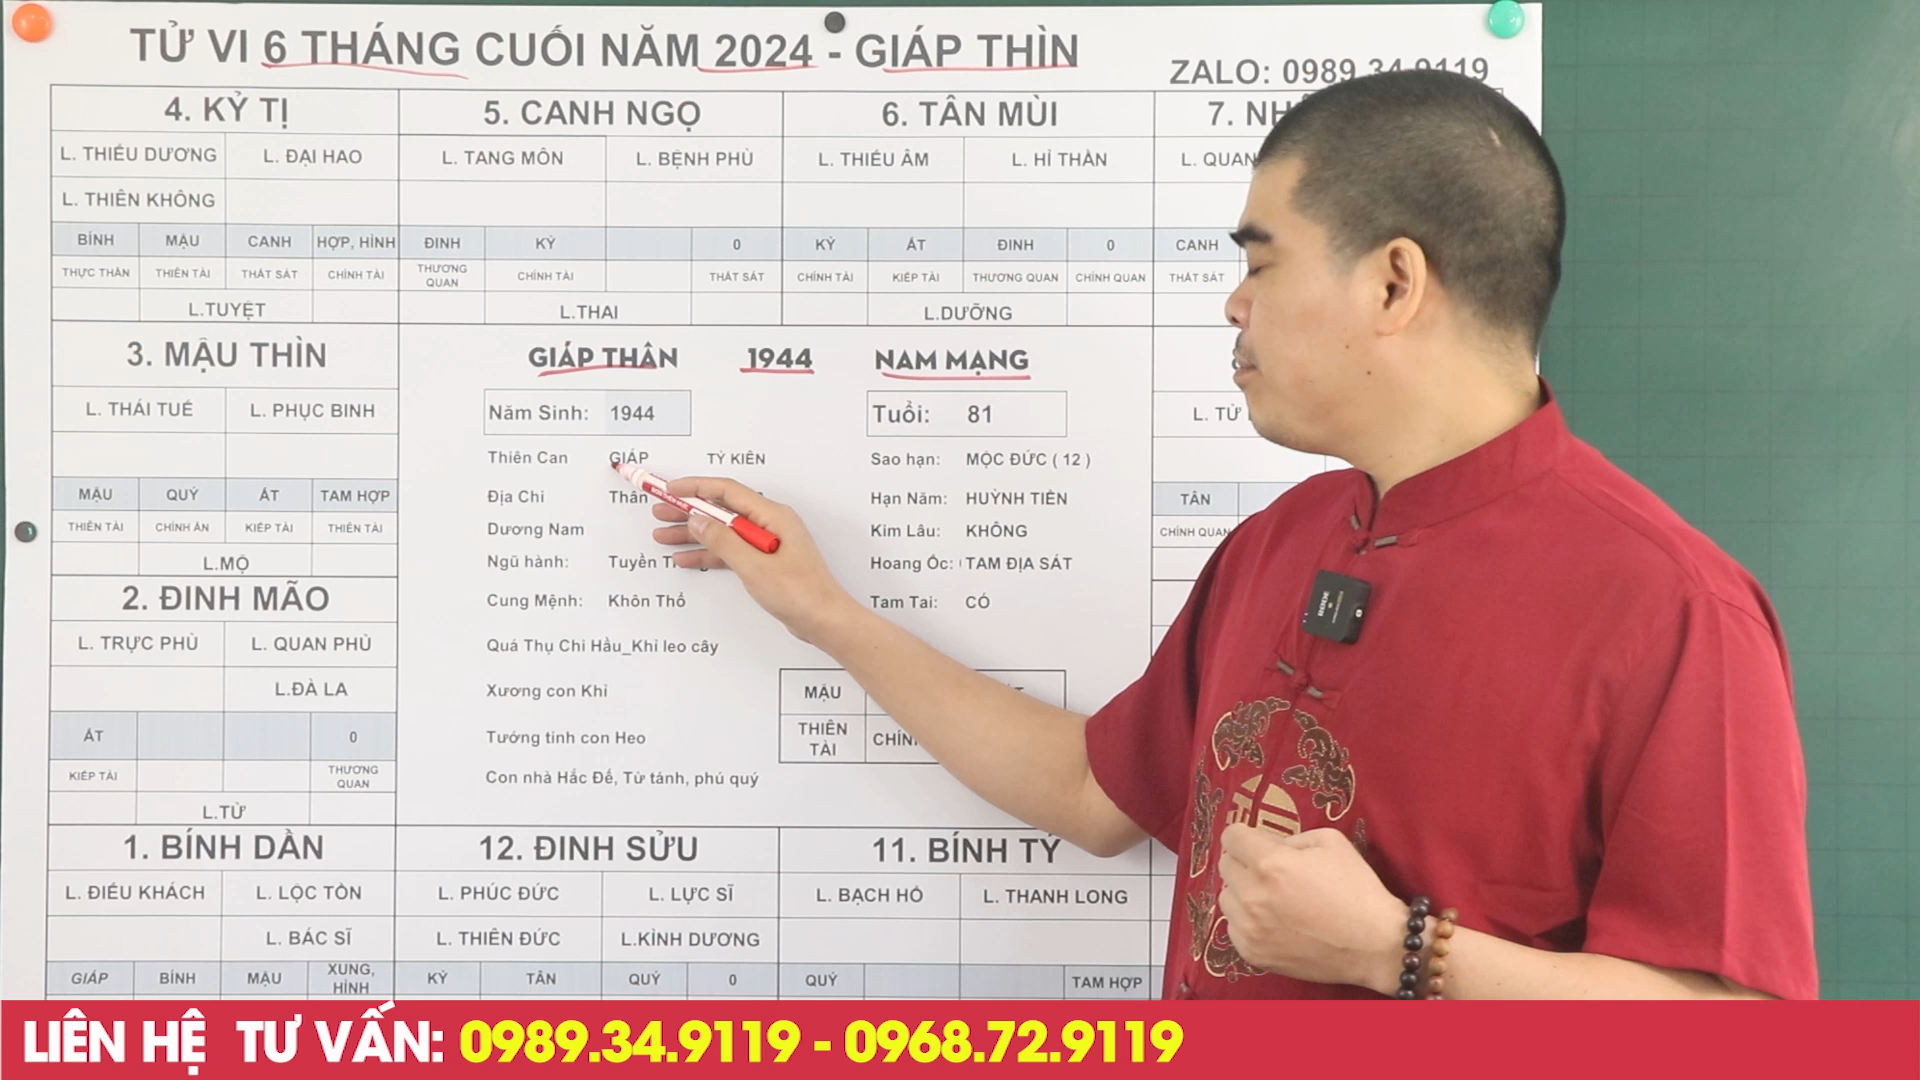 TỬ VI 6 THÁNG CUỐI NĂM 2024 - GIÁP THÌN
ZALO: 0989.34.9119
4. KỶ TỊ
5. CANH NGỌ
6. TÂN MÙI
7.
L. THIẾU DƯƠNG L. ĐẠI HAO
L. TANG MÔN L. BỆNH PHÙ
L. THIẾU ÂM L. HỈ THẦN
L. QUAN
L. THIÊN KHÔNG
BÍNH MẬU CANH HỢP, HÌNH
ĐINH KỶ 0
KỶ ẤT ĐINH 0
CANH
THỰC THẦN THIÊN TÀI THẤT SÁT CHÍNH TÀI
THƯƠNG QUAN CHÍNH TÀI THẤT SÁT
CHÍNH TÀI KIẾP TÀI THƯƠNG QUAN CHÍNH QUAN
THẤT SÁT
L.TUYỆT
L.THAI
L.DƯỠNG
3. MẬU THÌN
L. THÁI TUẾ L. PHỤC BINH
MẬU QUÝ ẤT TAM HỢP
THIÊN TÀI CHÍNH ẤN KIẾP TÀI THIÊN TÀI
L.MỘ
GIÁP THÂN 1944 NAM MẠNG
Năm Sinh: 1944
Tuổi: 81
Thiên Can GIÁP TỶ KIÊN
Sao hạn: MỘC ĐỨC ( 12 )
Địa Chi Thân
Hạn Năm: HUỲNH TIÊN
Dương Nam
Kim Lâu: KHÔNG
Ngũ hành: Tuyền
Hoang Ốc: TAM ĐỊA SÁT
Cung Mệnh: Khôn Thổ
Tam Tai: CÓ
Quá Thụ Chi Hầu_Khỉ leo cây
Xương con Khỉ
Tướng tinh con Heo
Con nhà Hắc Đế, Từ tánh, phú quý
MẬU
THIÊN TÀI
L. TỬ
TÂN
CHÍNH QUAN
2. ĐINH MÃO
L. TRỰC PHÙ L. QUAN PHỦ
L.ĐÀ LA
ẤT 0
KIẾP TÀI THƯƠNG QUAN
L.TỬ
1. BÍNH DẦN
12. ĐINH SỬU
11. BÍNH TÝ
L. ĐIẾU KHÁCH L. LỘC TỒN
L. PHÚC ĐỨC L. LỰC SĨ
L. BẠCH HỔ L. THANH LONG
L. BÁC SĨ
L. THIÊN ĐỨC L.KÌNH DƯƠNG
GIÁP BÍNH MẬU XUNG, HÌNH
KỶ TÂN QUÝ 0
QUÝ TAM HỢP
LIÊN HỆ TƯ VẤN: 0989.34.9119 - 0968.72.9119